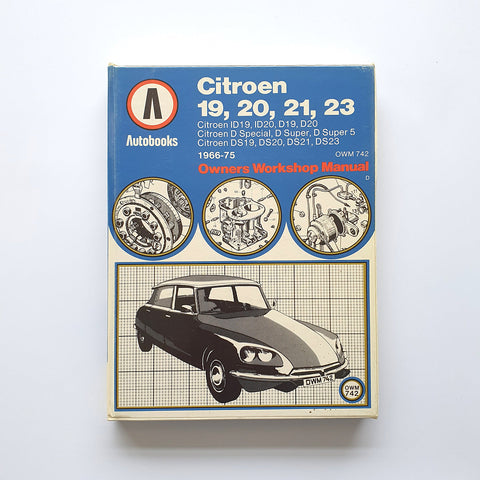 Autobooks
Citroen
19, 20, 21, 23
Citroen ID19, ID20, D19, D20
Citroen D Special, D Super, D Super 5
Citroen DS19, DS20, DS21, DS23
1966-75
OWM 742
Owners Workshop Manual
D
OWM 742
OWM
742